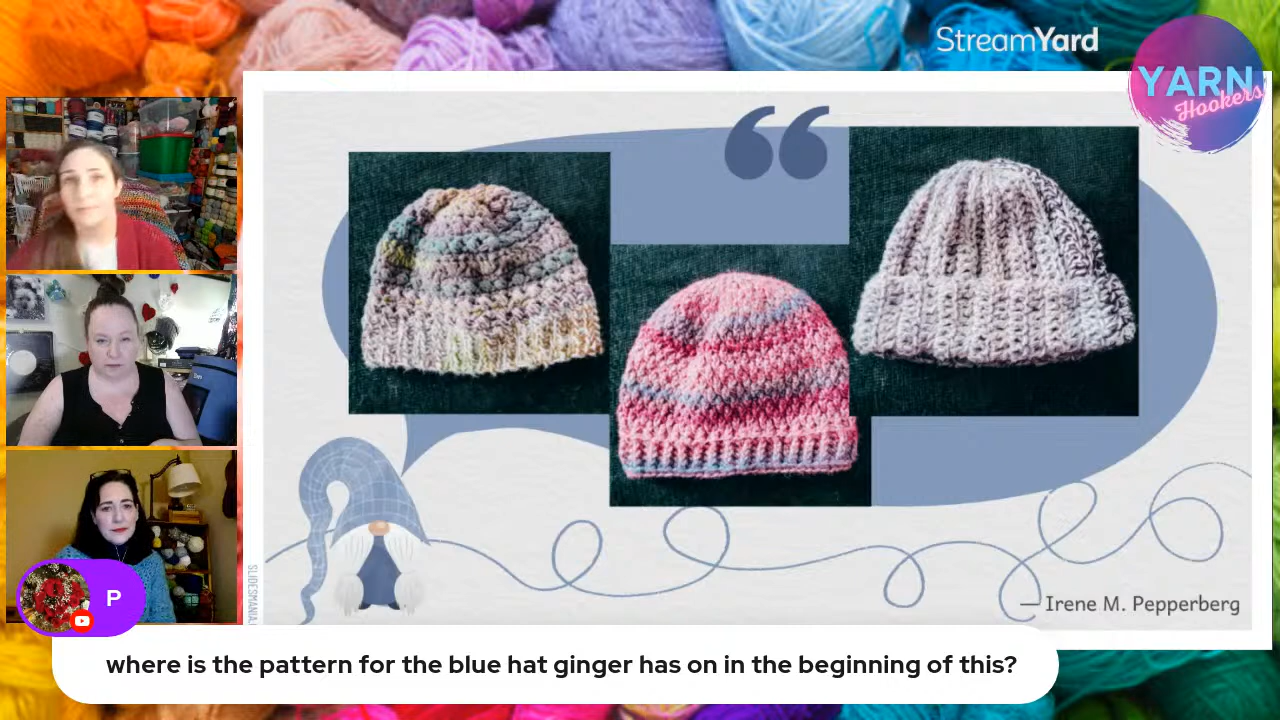 StreamYard
YARN
Hookers
“
SLIDESMANIA.
— Irene M. Pepperberg
P
where is the pattern for the blue hat ginger has on in the beginning of this?